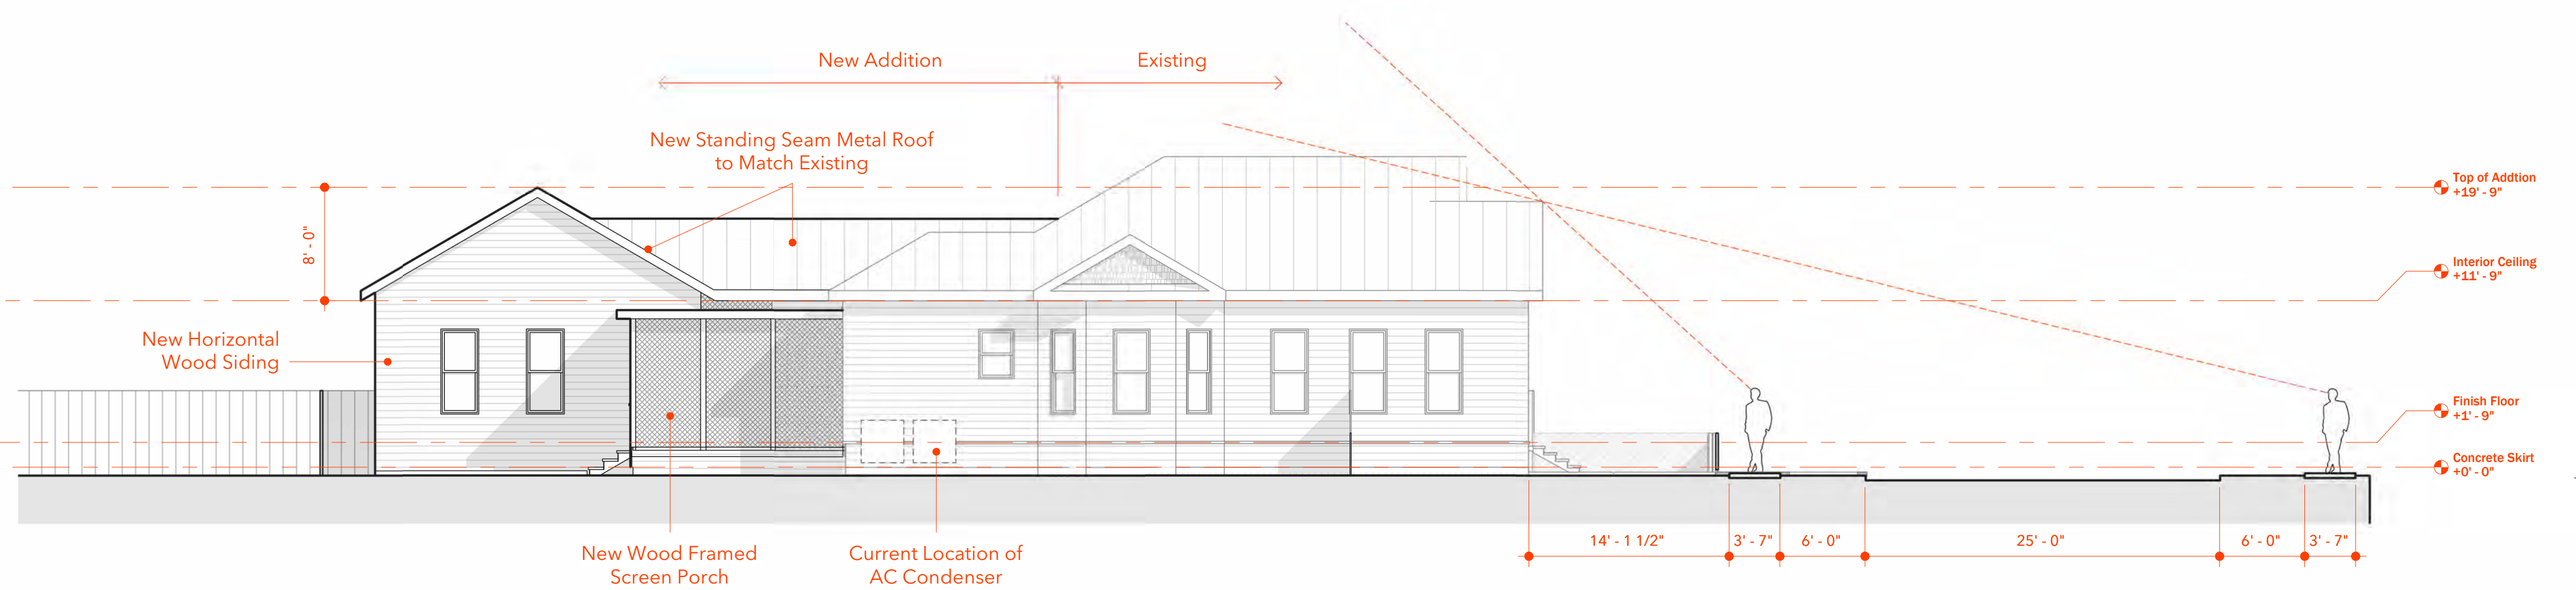 New Addition
Existing
New Standing Seam Metal Roof
to Match Existing
Top of Addtion
+19' - 9"
8' - 0"
Interior Ceiling
+11' - 9"
New Horizontal
Wood Siding
Finish Floor
+1' - 9"
Concrete Skirt
+0' - 0"
14' - 1 1/2"
3' - 7"
6' - 0"
25' - 0"
6' - 0"
3' - 7"
New Wood Framed
Screen Porch
Current Location of
AC Condenser